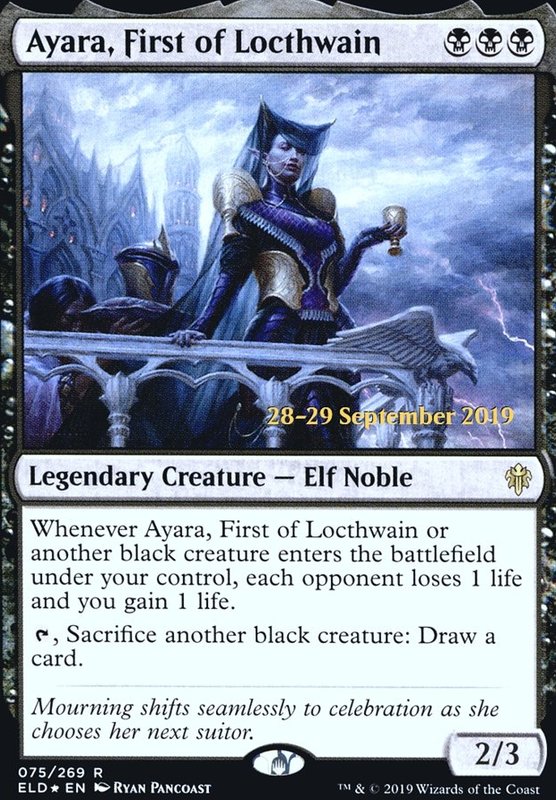 Ayara, First of Locthwain
28–29 September 2019
Legendary Creature — Elf Noble
Whenever Ayara, First of Locthwain or
another black creature enters the battlefield
under your control, each opponent loses 1 life
and you gain 1 life.
, Sacrifice another black creature: Draw a
card.
Mourning shifts seamlessly to celebration as she
chooses her next suitor.
2/3
075/269 R
ELD★EN RYAN PANCOAST
™ & © 2019 Wizards of the Coast